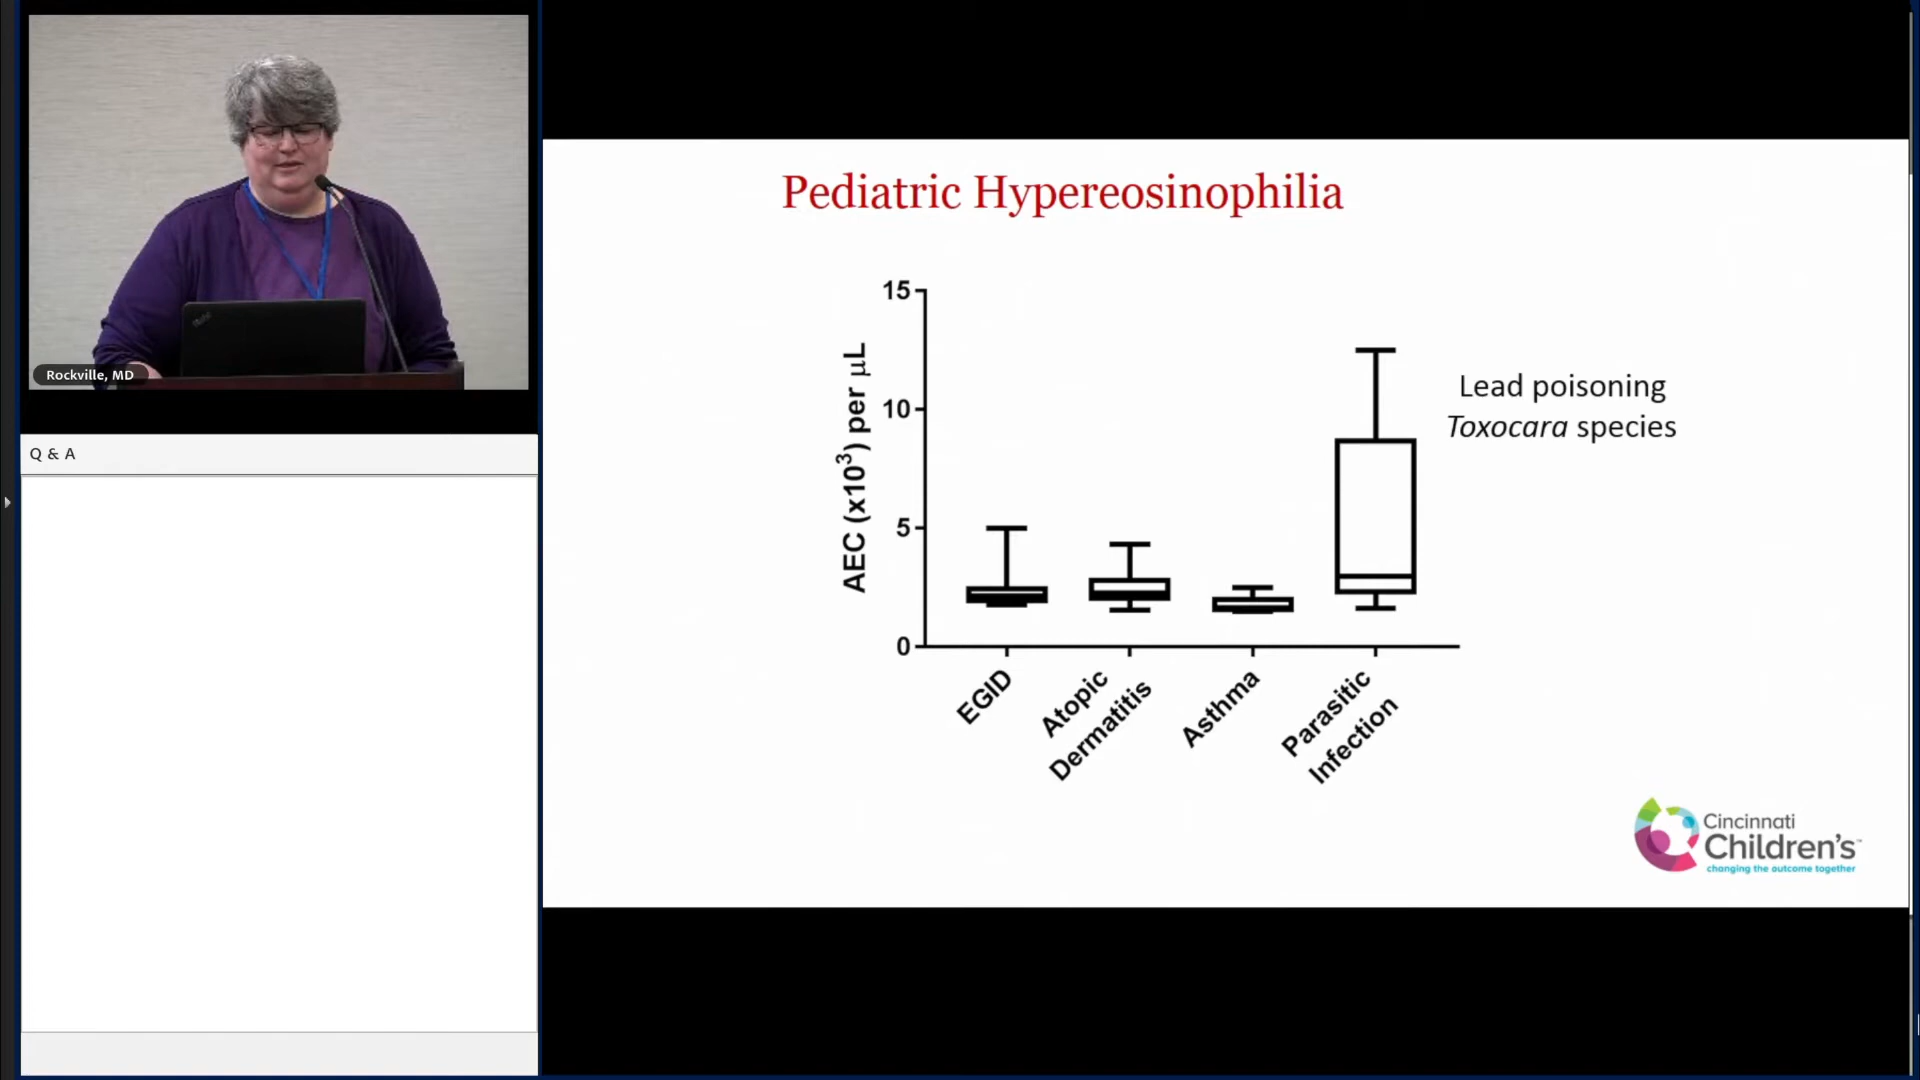 Rockville, MD
Q & A
Pediatric Hypereosinophilia
AEC (x10³) per µL
15
10
5
0
EGID
Atopic
Dermatitis
Asthma
Parasitic
Infection
Lead poisoning
Toxocara species
Cincinnati
Children's™
changing the outcome together